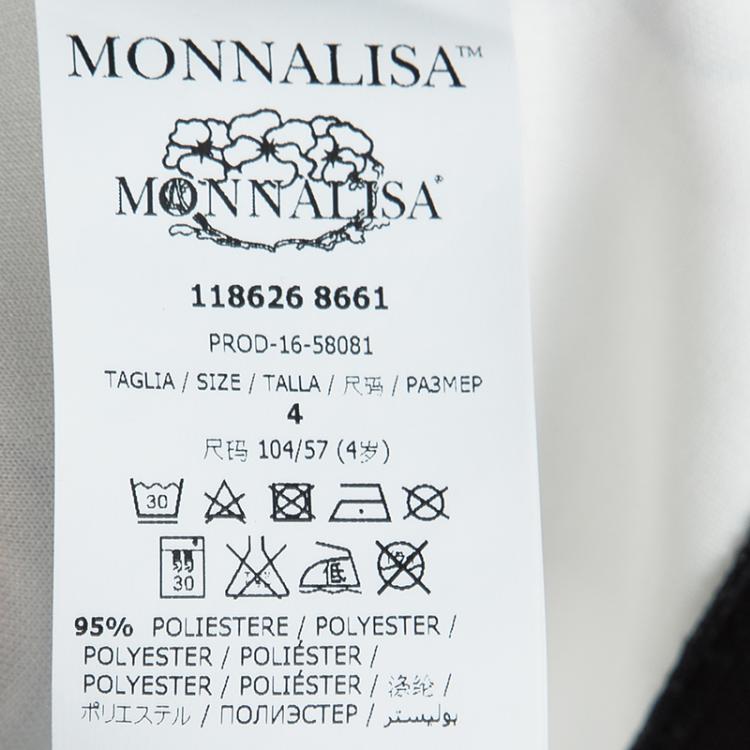 MONNALISA™
MONNALISA®
118626 8661
PROD-16-58081
TAGLIA / SIZE / TALLA / 尺码 / РАЗМЕР
4
尺码 104/57 (4岁)
30
30 低
95% POLIESTERE / POLYESTER /
POLYESTER / POLIÉSTER /
POLYESTER / POLIÉSTER / 涤纶 /
ポリエステル / ПОЛИЭСТЕР / بوليستر